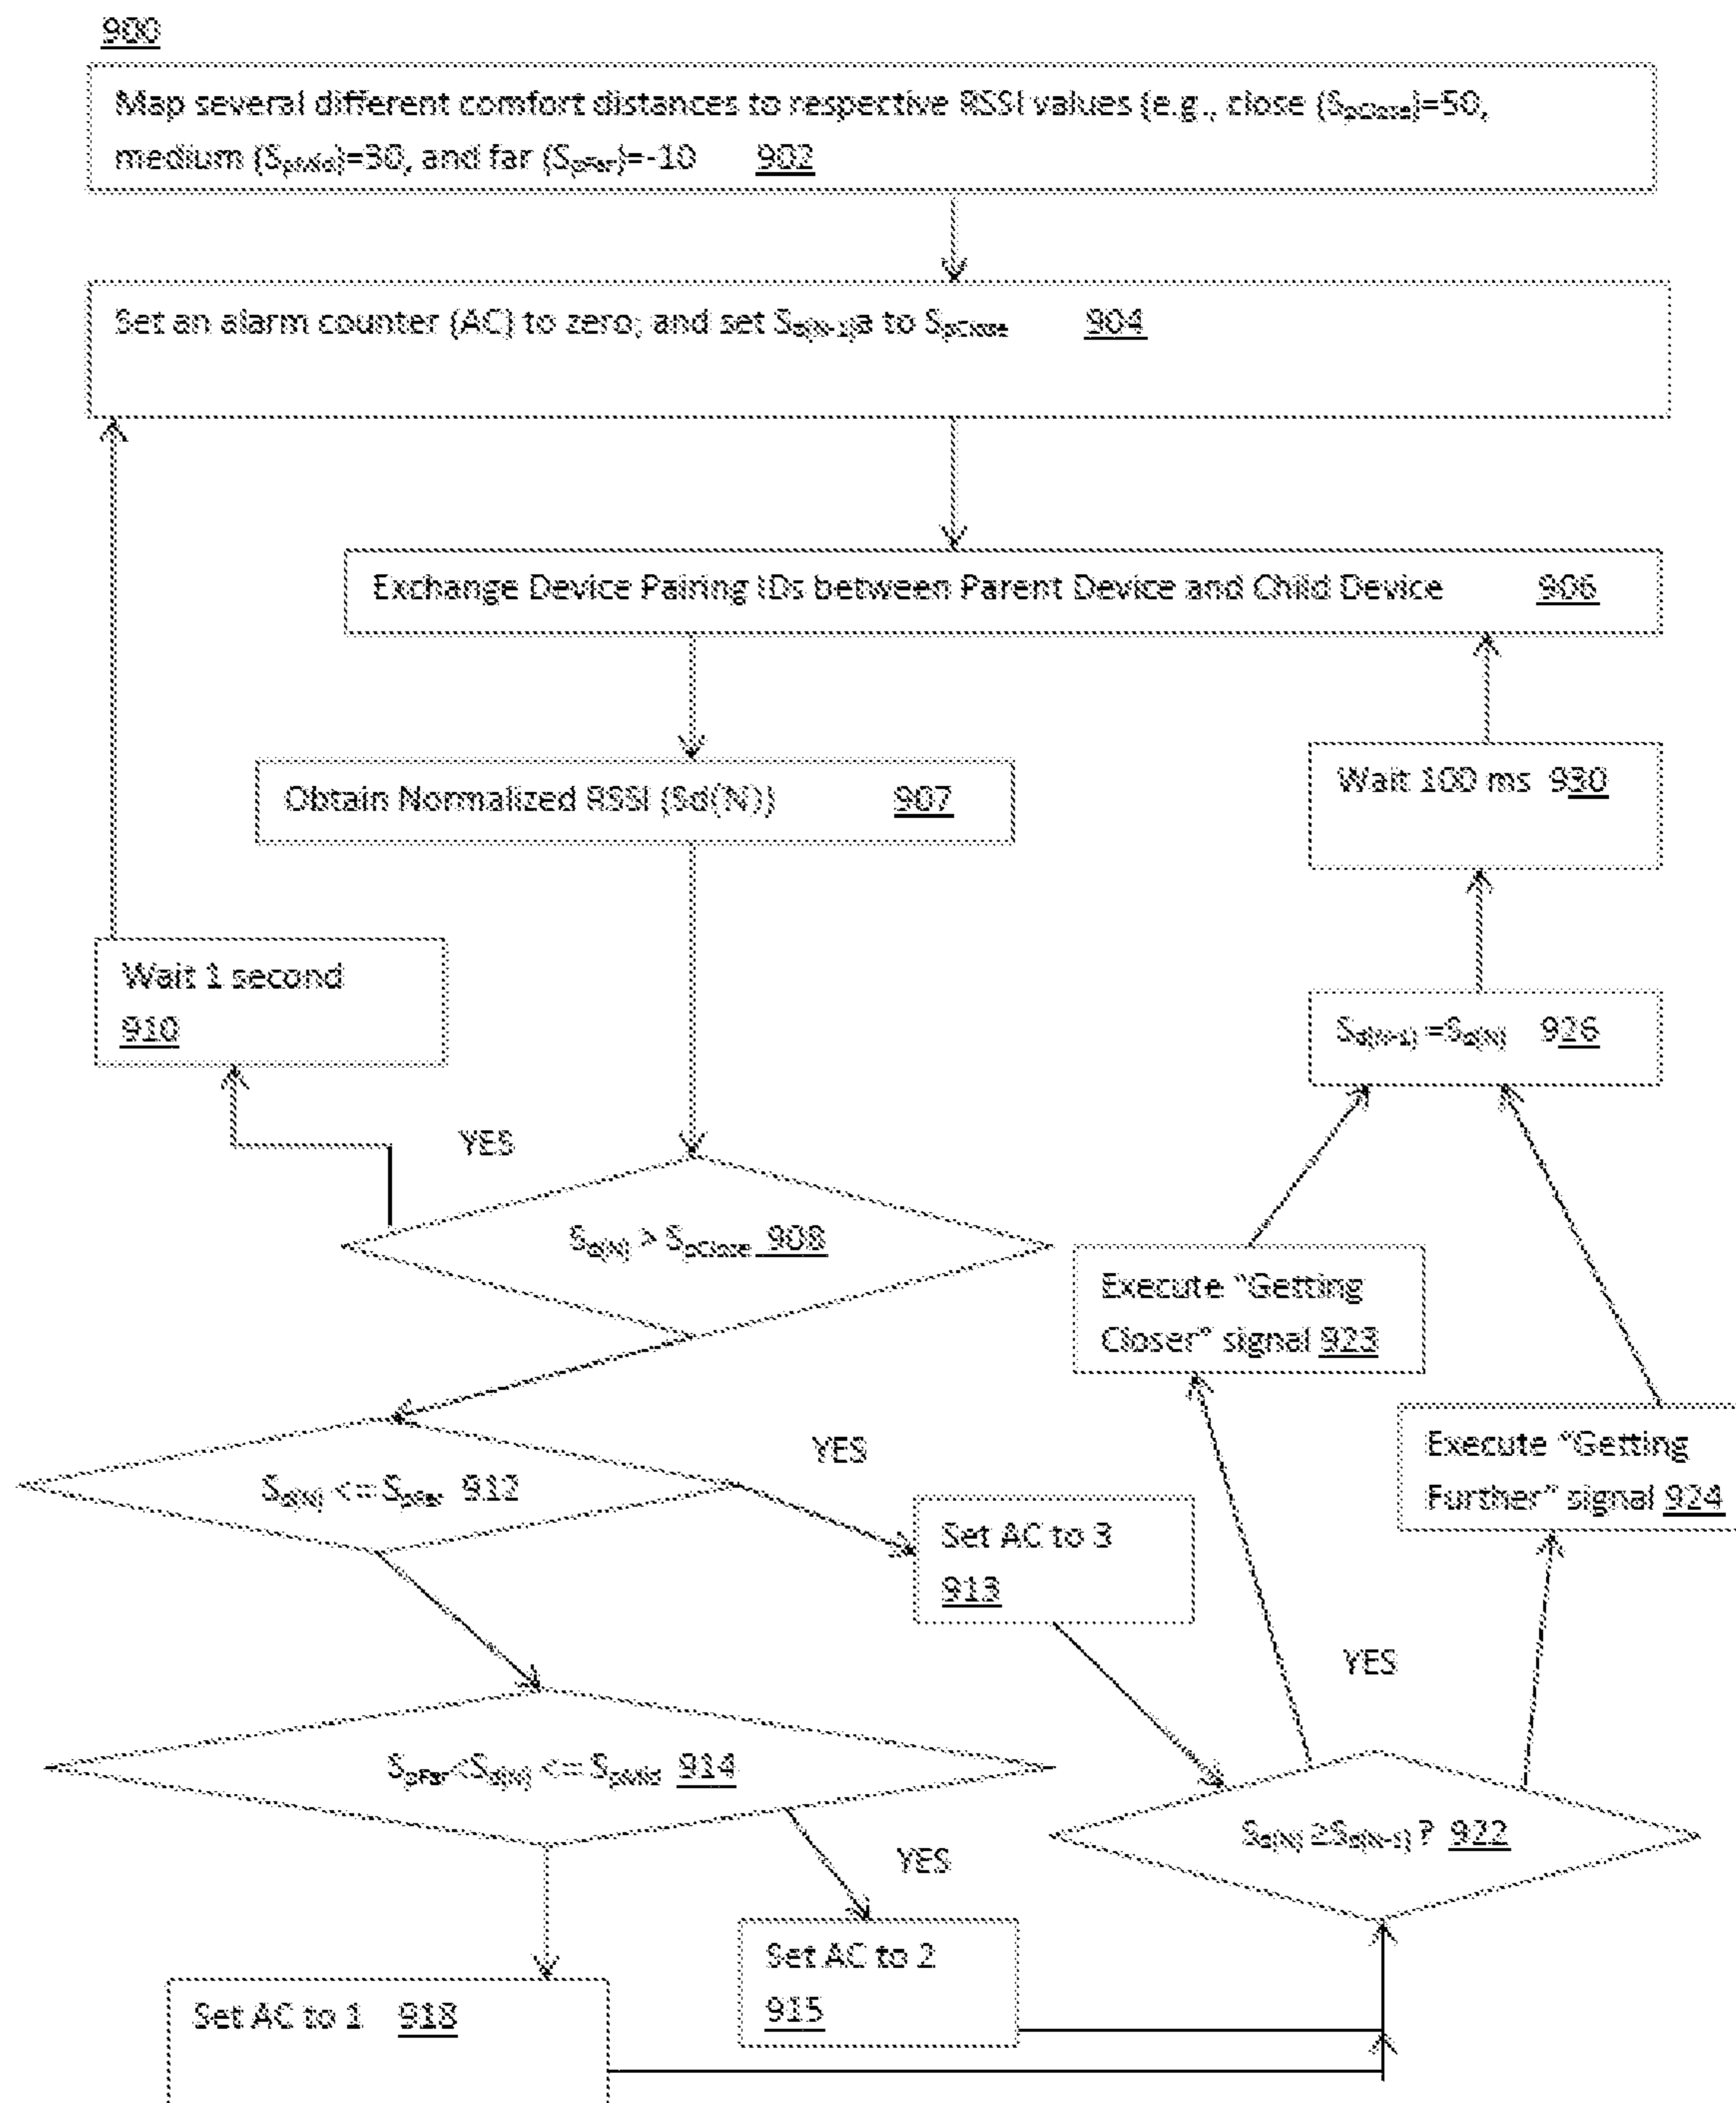 900
Map several different comfort distances to respective RSSI values (e.g., close (SpClose)=50,
medium (SpMid)=30, and far (SpFar)=-10 902
Set an alarm counter (AC) to zero; and set Sd(N-1)a to SpClose 904
Exchange Device Pairing IDs between Parent Device and Child Device 906
Obtain Normalized RSSI (Sd(N)) 907
Wait 100 ms 930
Wait 1 second
910
Sd(N-1) =Sd(N) 926
YES
Sd(N) > SpClose 908
Execute "Getting
Closer" signal 923
YES
Execute "Getting
Further" signal 924
Sd(N) <= SpFar 912
Set AC to 3
913
YES
SpFar<Sd(N) <= SpMid 914
Sd(N) ≥Sd(N-1) ? 922
YES
Set AC to 2
915
Set AC to 1 918